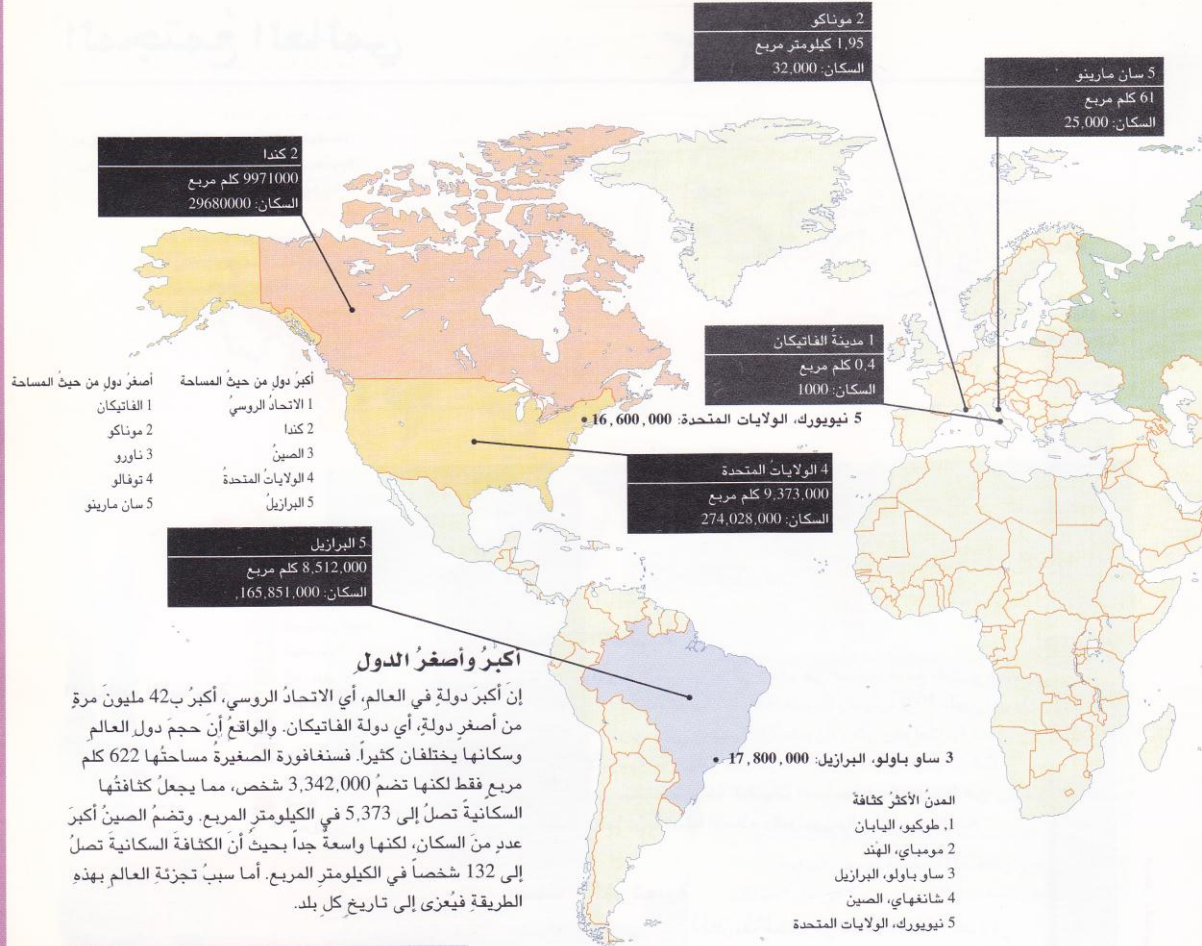 2 موناكو
1,95 كيلومتر مربع
السكان: 32,000
5 سان مارينو
61 كلم مربع
السكان: 25,000
2 كندا
9971000 كلم مربع
السكان: 29680000
1 مدينةُ الفاتيكان
0,4 كلم مربع
السكان: 1000
5 نيويورك، الولايات المتحدة: 16,600,000
أكبرُ دولٍ من حيثُ المساحة
1 الاتحادُ الروسيُ
2 كندا
3 الصينُ
4 الولاياتُ المتحدةُ
5 البرازيلُ
أصغرُ دولٍ من حيثُ المساحة
1 الفاتيكان
2 موناكو
3 ناورو
4 توفالو
5 سان مارينو
4 الولاياتُ المتحدة
9,373,000 كلم مربع
السكان: 274,028,000
5 البرازيل
8,512,000 كلم مربع
السكان: 165,851,000,
أكبرُ وأصغرُ الدولِ
إنَ أكبرَ دولةٍ في العالمِ، أي الاتحادُ الروسي، أكبرُ ب42 مليونَ مرةٍ
من أصغرِ دولةٍ، أي دولة الفاتيكان. والواقعُ أنَ حجمَ دولِ العالمِ
وسكانها يختلفان كثيراً. فسنغافورة الصغيرةُ مساحتُها 622 كلم
مربعٍ فقط لكنها تضمُ 3,342,000 شخص، مما يجعلُ كثافتُها
السكانيةَ تصلُ إلى 5,373 في الكيلومترِ المربع. وتضمُ الصينُ أكبرَ
عددٍ منَ السكان، لكنها واسعةٌ جداً بحيثُ أنَ الكثافةَ السكانيةَ تصلُ
إلى 132 شخصاً في الكيلومترِ المربع. أما سببُ تجزئةِ العالمِ بهذهِ
الطريقةِ فيُعزى إلى تاريخِ كلِ بلد.
3 ساو باولو، البرازيل: 17,800,000
المدنُ الأكثرُ كثافةً
1, طوكيو، اليابان
2 مومباي، الهند
3 ساو باولو، البرازيل
4 شانغهاي، الصين
5 نيويورك، الولايات المتحدة